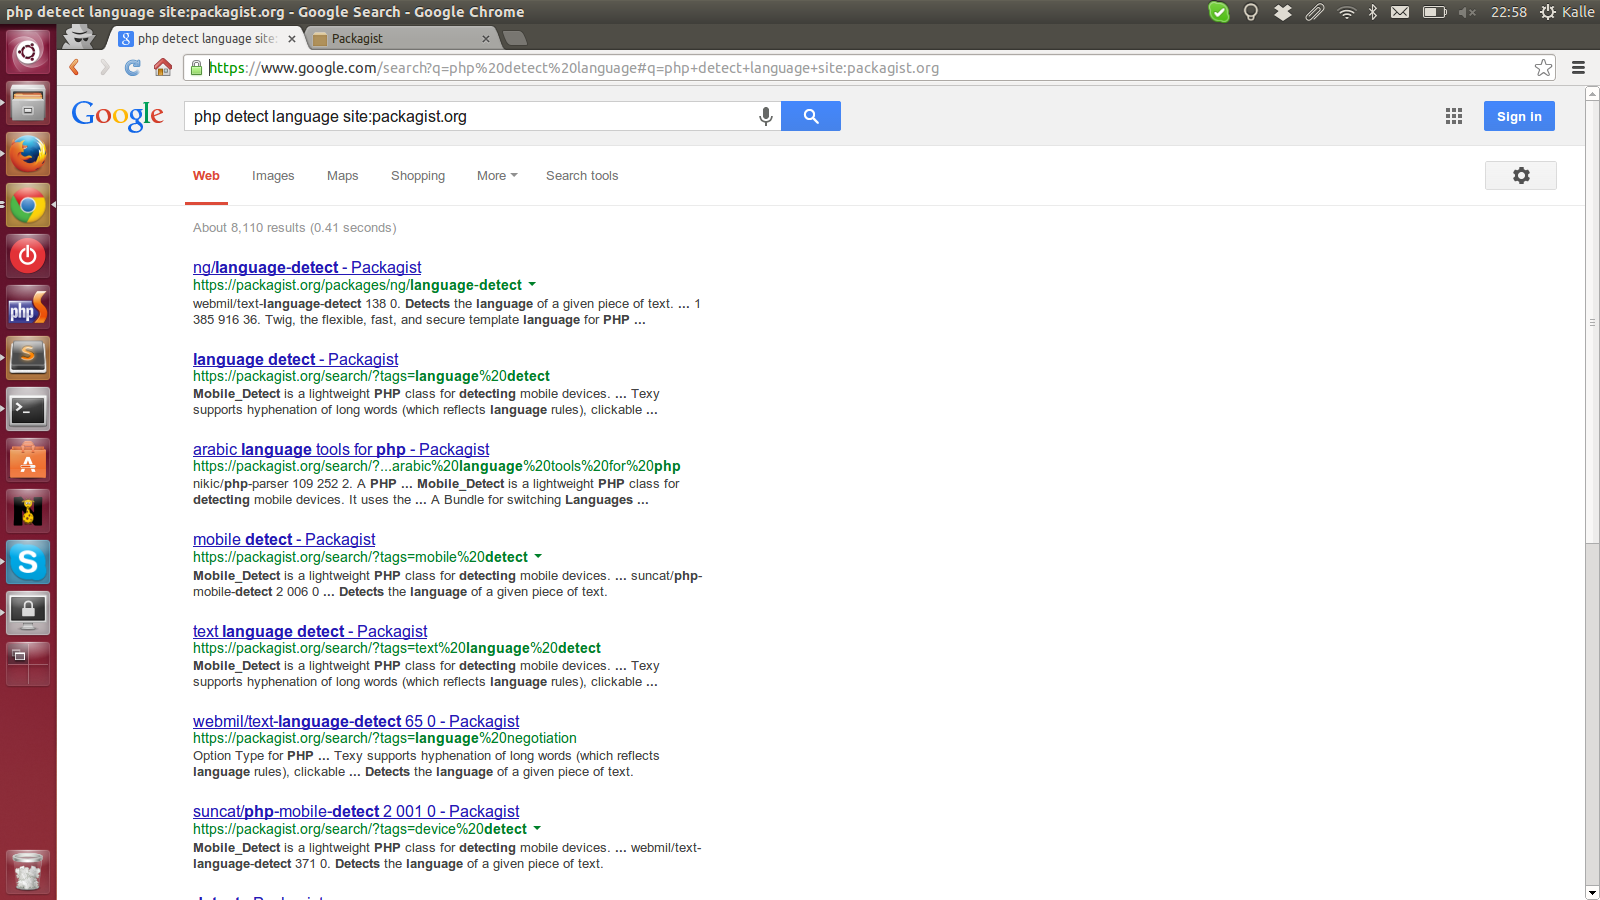 php detect language site:packagist.org - Google Search - Google Chrome
22:58
Kalle
php detect language site:
Packagist
https://www.google.com/search?q=php%20detect%20language#q=php+detect+language+site:packagist.org
Google
php detect language site:packagist.org
Sign in
Web
Images
Maps
Shopping
More
Search tools
About 8,110 results (0.41 seconds)
ng/language-detect - Packagist
https://packagist.org/packages/ng/language-detect
webmil/text-language-detect 138 0. Detects the language of a given piece of text. ... 1
385 916 36. Twig, the flexible, fast, and secure template language for PHP ...
language detect - Packagist
https://packagist.org/search/?tags=language%20detect
Mobile_Detect is a lightweight PHP class for detecting mobile devices. ... Texy
supports hyphenation of long words (which reflects language rules), clickable ...
arabic language tools for php - Packagist
https://packagist.org/search/?...arabic%20language%20tools%20for%20php
nikic/php-parser 109 252 2. A PHP ... Mobile_Detect is a lightweight PHP class for
detecting mobile devices. It uses the ... A Bundle for switching Languages ...
mobile detect - Packagist
https://packagist.org/search/?tags=mobile%20detect
Mobile_Detect is a lightweight PHP class for detecting mobile devices. ... suncat/php-
mobile-detect 2 006 0 ... Detects the language of a given piece of text.
text language detect - Packagist
https://packagist.org/search/?tags=text%20language%20detect
Mobile_Detect is a lightweight PHP class for detecting mobile devices. ... Texy
supports hyphenation of long words (which reflects language rules), clickable ...
webmil/text-language-detect 65 0 - Packagist
https://packagist.org/search/?tags=language%20negotiation
Option Type for PHP ... Texy supports hyphenation of long words (which reflects
language rules), clickable ... Detects the language of a given piece of text.
suncat/php-mobile-detect 2 001 0 - Packagist
https://packagist.org/search/?tags=device%20detect
Mobile_Detect is a lightweight PHP class for detecting mobile devices. ... webmil/text-
language-detect 371 0. Detects the language of a given piece of text.
php